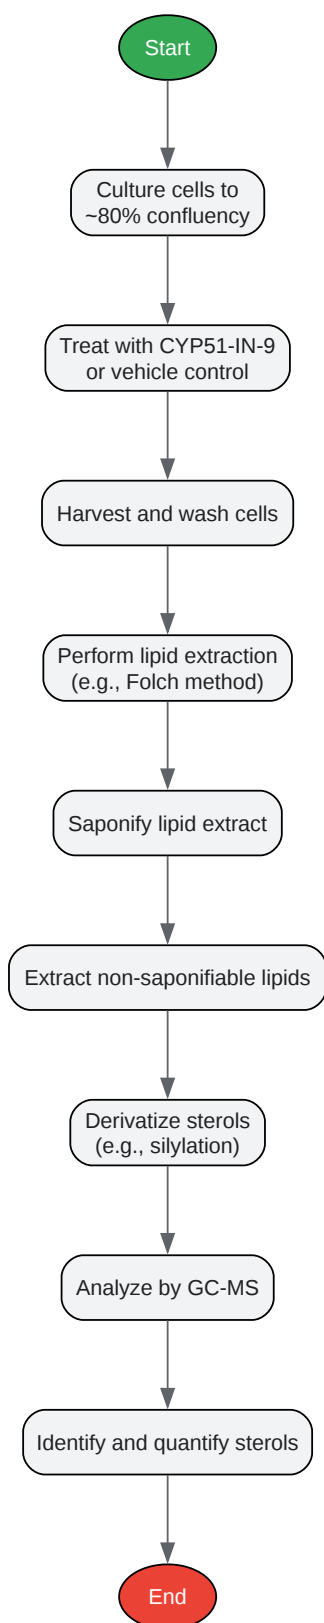 Start
Culture cells to
~80% confluency
Treat with CYP51-IN-9
or vehicle control
Harvest and wash cells
Perform lipid extraction
(e.g., Folch method)
Saponify lipid extract
Extract non-saponifiable lipids
Derivatize sterols
(e.g., silylation)
Analyze by GC-MS
Identify and quantify sterols
End